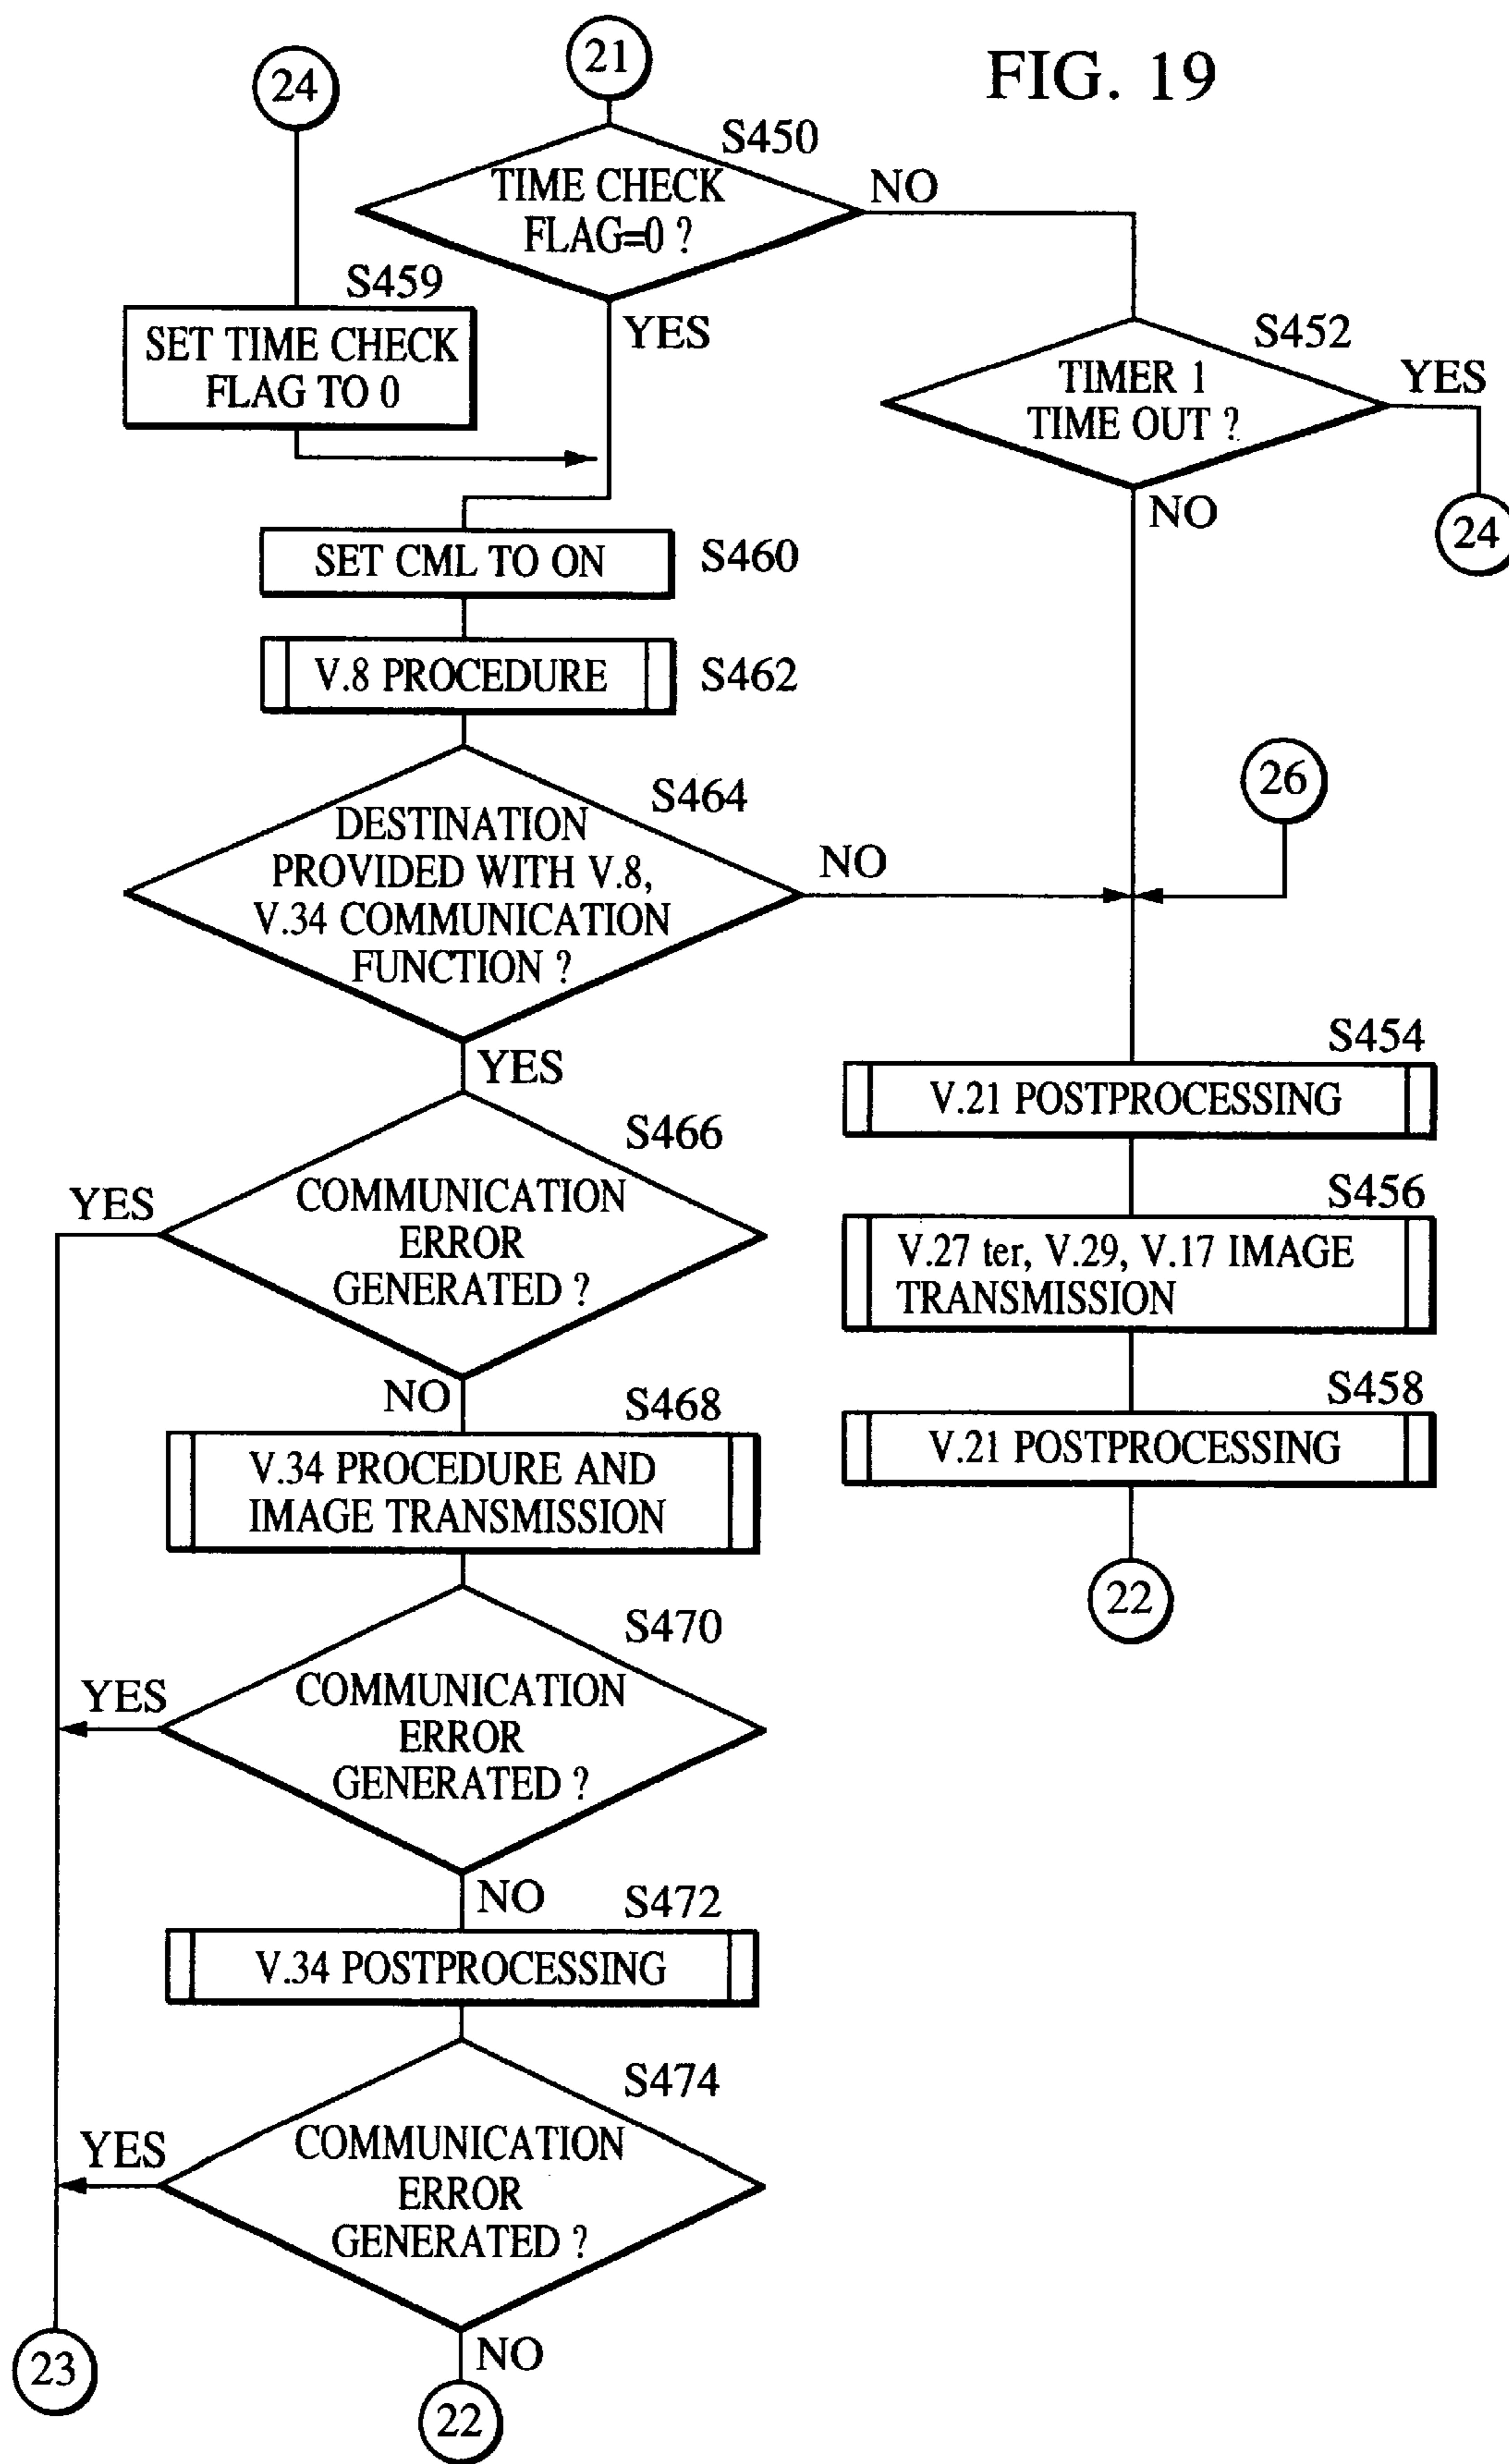 FIG. 19
24
21
S450
TIME CHECK
FLAG=0 ?
NO
YES
S459
SET TIME CHECK
FLAG TO 0
S452
TIMER 1
TIME OUT ?
YES
NO
24
SET CML TO ON
S460
V.8 PROCEDURE
S462
S464
DESTINATION
PROVIDED WITH V.8,
V.34 COMMUNICATION
FUNCTION ?
NO
YES
26
S454
V.21 POSTPROCESSING
S456
V.27 ter, V.29, V.17 IMAGE
TRANSMISSION
S458
V.21 POSTPROCESSING
22
S466
COMMUNICATION
ERROR
GENERATED ?
YES
NO
S468
V.34 PROCEDURE AND
IMAGE TRANSMISSION
S470
COMMUNICATION
ERROR
GENERATED ?
YES
NO
S472
V.34 POSTPROCESSING
S474
COMMUNICATION
ERROR
GENERATED ?
YES
NO
23
22